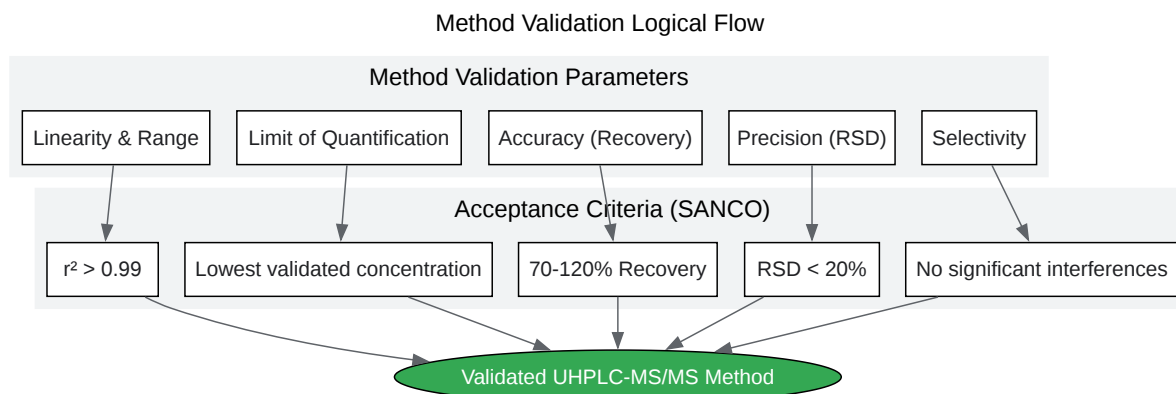 Method Validation Logical Flow
Method Validation Parameters
Linearity & Range
Limit of Quantification
Accuracy (Recovery)
Precision (RSD)
Selectivity
Acceptance Criteria (SANCO)
r² > 0.99
Lowest validated concentration
70-120% Recovery
RSD < 20%
No significant interferences
Validated UHPLC-MS/MS Method